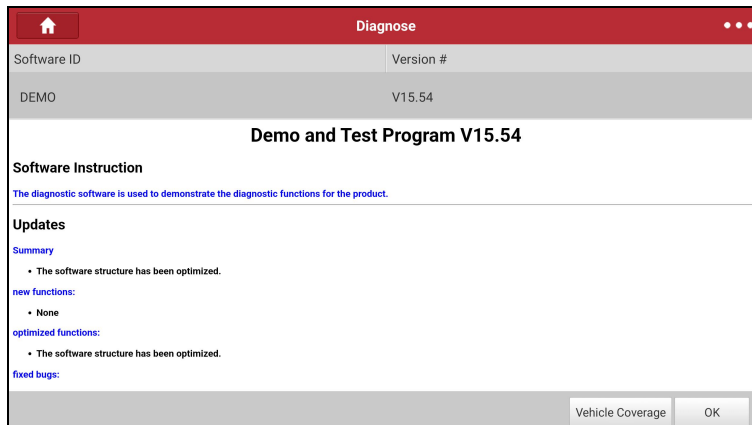 Diagnose
Software ID Version #
DEMO V15.54
Demo and Test Program V15.54
Software Instruction
The diagnostic software is used to demonstrate the diagnostic functions for the product.
Updates
Summary
• The software structure has been optimized.
new functions:
• None
optimized functions:
• The software structure has been optimized.
fixed bugs:
Vehicle Coverage OK